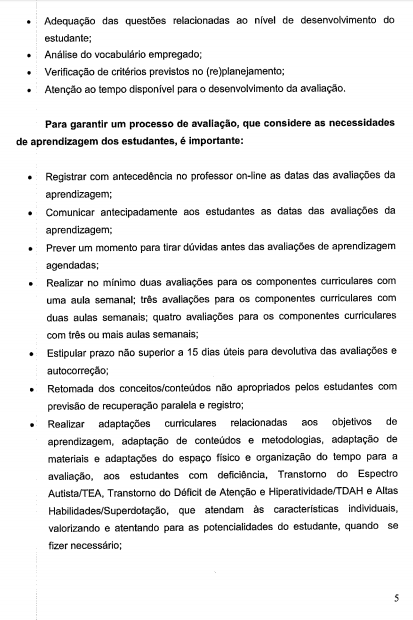 • Adequação das questões relacionadas ao nível de desenvolvimento do
estudante;
• Análise do vocabulário empregado;
• Verificação de critérios previstos no (re)planejamento;
• Atenção ao tempo disponível para o desenvolvimento da avaliação.
Para garantir um processo de avaliação, que considere as necessidades
de aprendizagem dos estudantes, é importante:
• Registrar com antecedência no professor on-line as datas das avaliações da
aprendizagem;
• Comunicar antecipadamente aos estudantes as datas das avaliações da
aprendizagem;
• Prever um momento para tirar dúvidas antes das avaliações de aprendizagem
agendadas;
• Realizar no mínimo duas avaliações para os componentes curriculares com
uma aula semanal; três avaliações para os componentes curriculares com
duas aulas semanais; quatro avaliações para os componentes curriculares
com três ou mais aulas semanais;
• Estipular prazo não superior a 15 dias úteis para devolutiva das avaliações e
autocorreção;
• Retomada dos conceitos/conteúdos não apropriados pelos estudantes com
previsão de recuperação paralela e registro;
• Realizar adaptações curriculares relacionadas aos objetivos de
aprendizagem, adaptação de conteúdos e metodologias, adaptação de
materiais e adaptações do espaço físico e organização do tempo para a
avaliação, aos estudantes com deficiência, Transtorno do Espectro
Autista/TEA, Transtorno do Déficit de Atenção e Hiperatividade/TDAH e Altas
Habilidades/Superdotação, que atendam às características individuais,
valorizando e atentando para as potencialidades do estudante, quando se
fizer necessário;
5